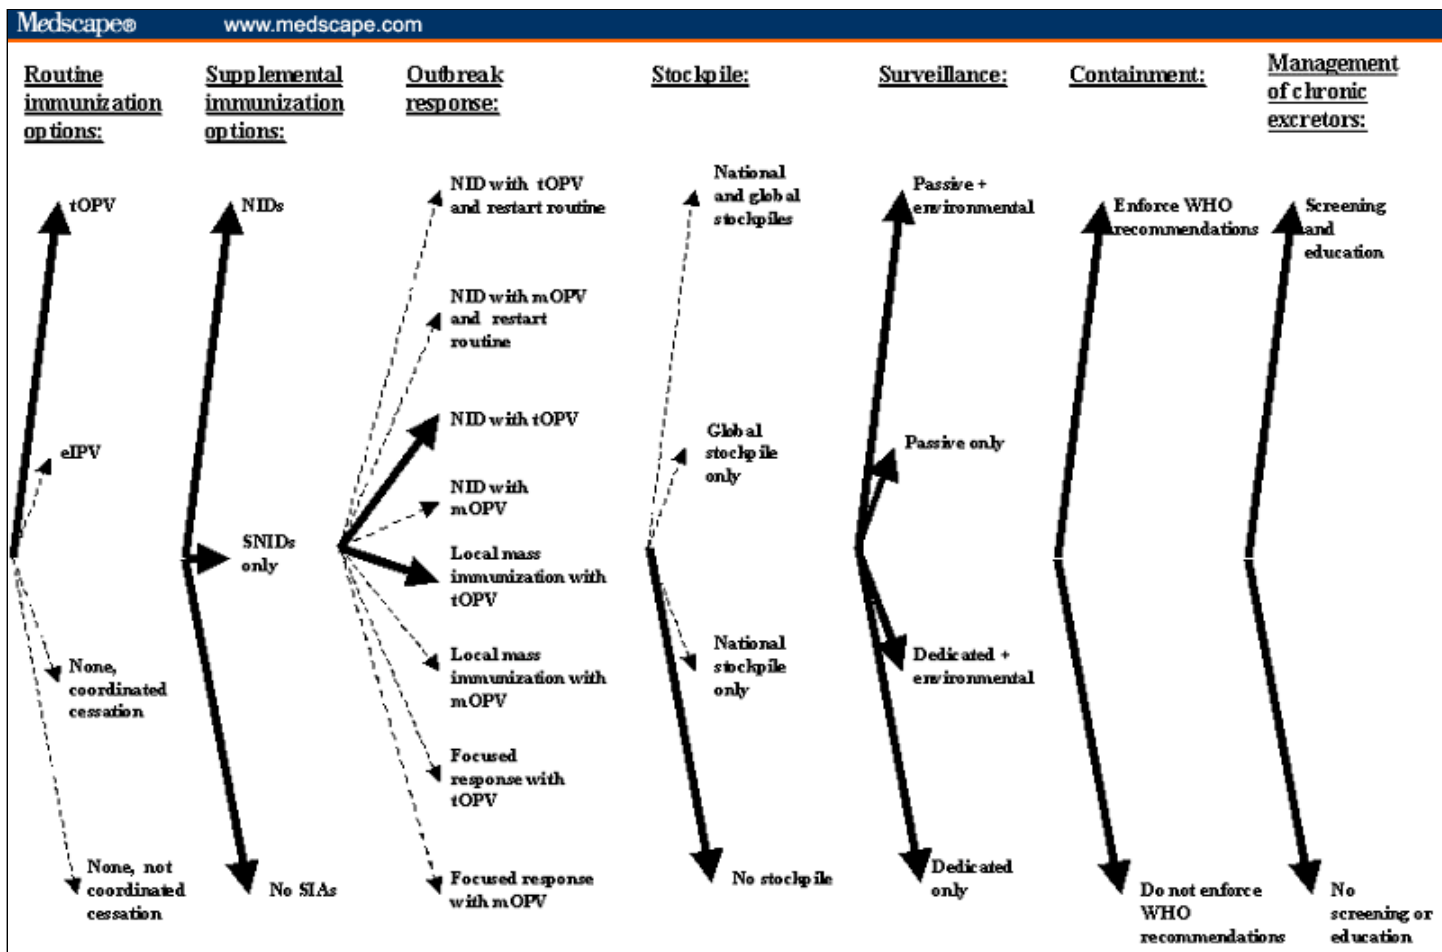 Medscape® www.medscape.com
Routine
immunization
options:
Supplemental
immunization
options:
Outbreak
response:
Stockpile:
Surveillance:
Containment:
Management
of chronic
excretors:
tOPV
eIPV
None,
coordinated
cessation
None, not
coordinated
cessation
NIDs
SNIDs
only
No SIAs
NID with tOPV
and restart routine
NID with mOPV
and restart
routine
NID with tOPV
NID with
mOPV
Local mass
immunization with
tOPV
Local mass
immunization with
mOPV
Focused
response with
tOPV
Focused response
with mOPV
National
and global
stockpiles
Global
stockpile
only
National
stockpile
only
No stockpile
Passive +
environmental
Passive only
Dedicated +
environmental
Dedicated
only
Enforce WHO
recommendations
Do not enforce
WHO
recommendations
Screening
and
education
No
screening or
education